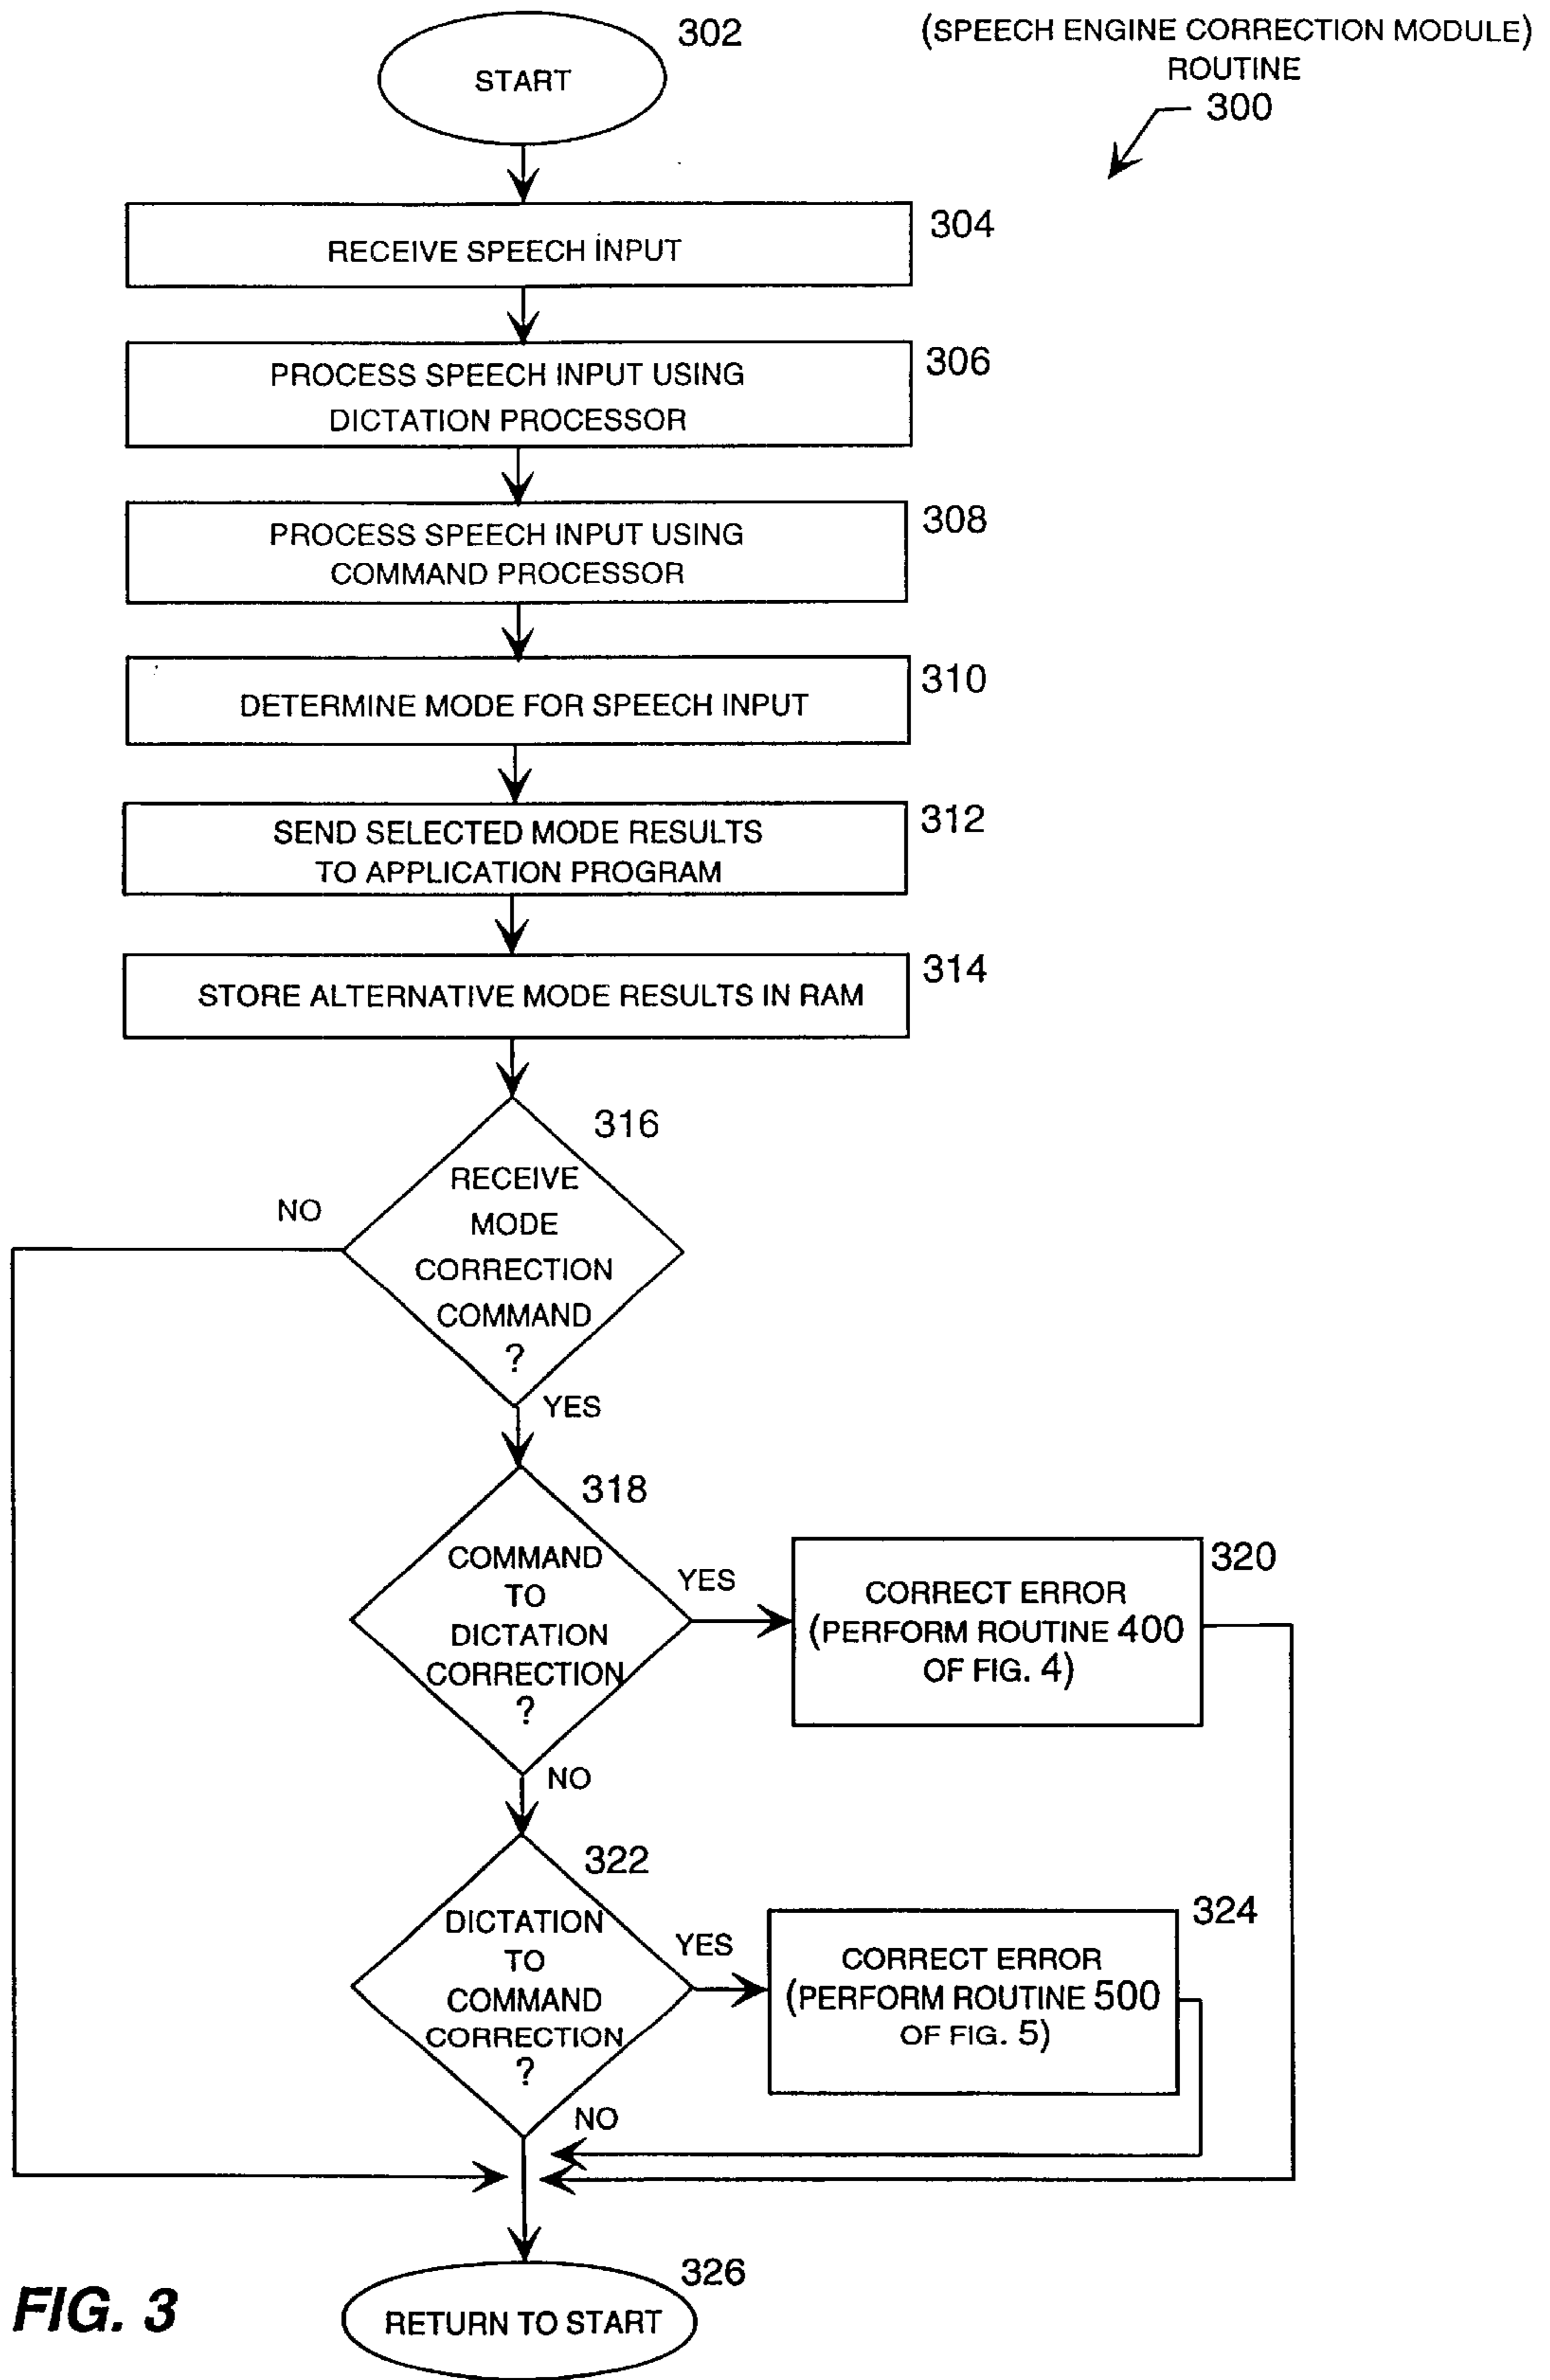 302
(SPEECH ENGINE CORRECTION MODULE)
ROUTINE
300
START
304
RECEIVE SPEECH INPUT
306
PROCESS SPEECH INPUT USING
DICTATION PROCESSOR
308
PROCESS SPEECH INPUT USING
COMMAND PROCESSOR
310
DETERMINE MODE FOR SPEECH INPUT
312
SEND SELECTED MODE RESULTS
TO APPLICATION PROGRAM
314
STORE ALTERNATIVE MODE RESULTS IN RAM
316
RECEIVE
MODE
CORRECTION
COMMAND
?
NO
YES
318
COMMAND
TO
DICTATION
CORRECTION
?
YES
320
CORRECT ERROR
(PERFORM ROUTINE 400
OF FIG. 4)
NO
322
DICTATION
TO
COMMAND
CORRECTION
?
YES
324
CORRECT ERROR
(PERFORM ROUTINE 500
OF FIG. 5)
NO
326
RETURN TO START
FIG. 3